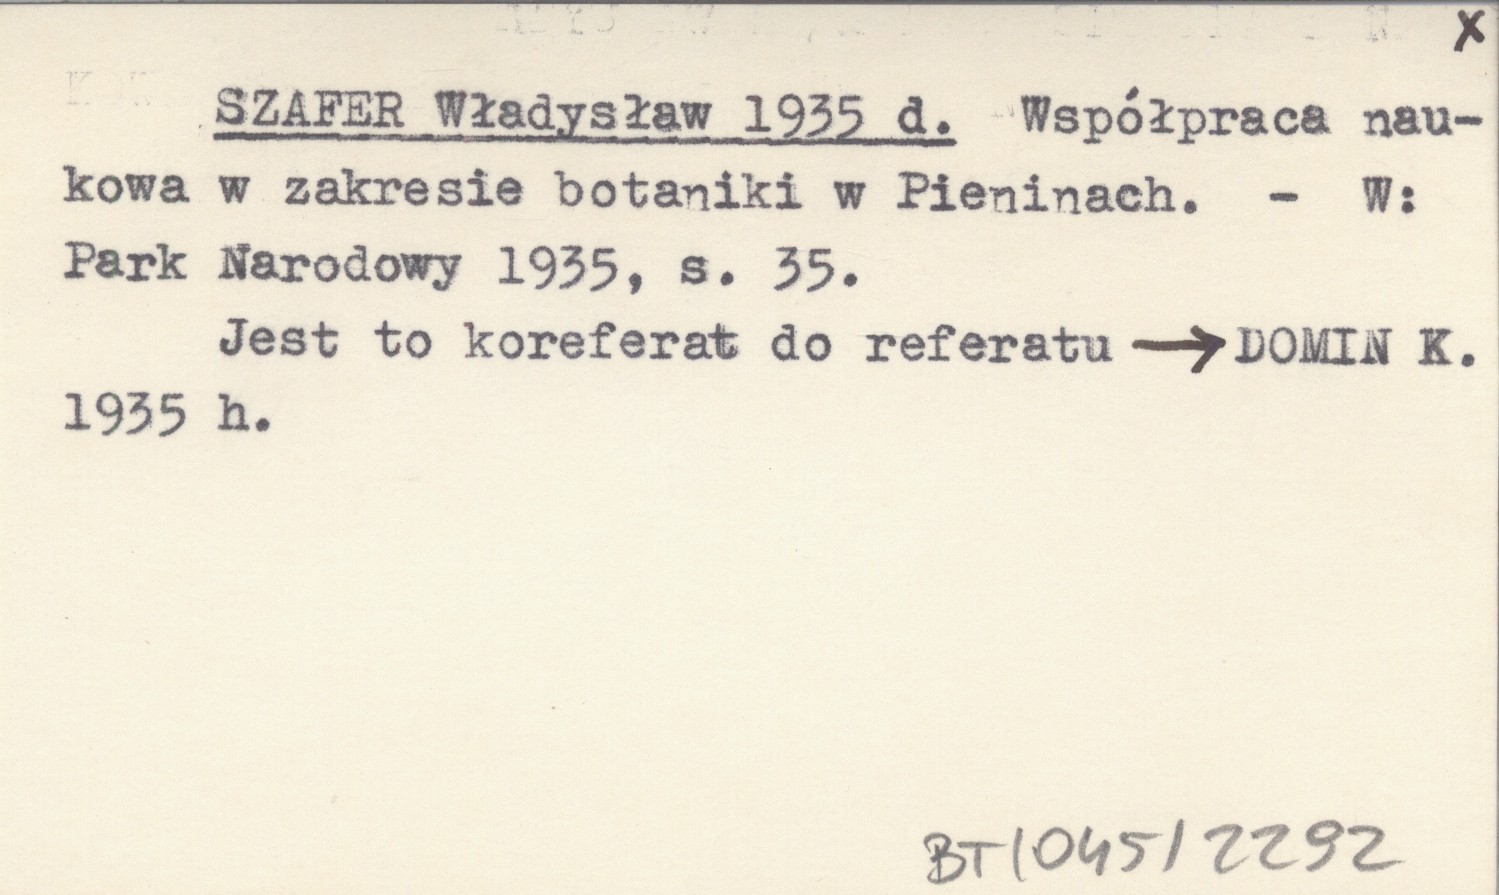 x
SZAFER Władysław 1935 d. Współpraca nau-
kowa w zakresie botaniki w Pieninach. - W:
Park Narodowy 1935, s. 35.
Jest to koreferat do referatu → DOMIN K.
1935 h.
BT/045/2292